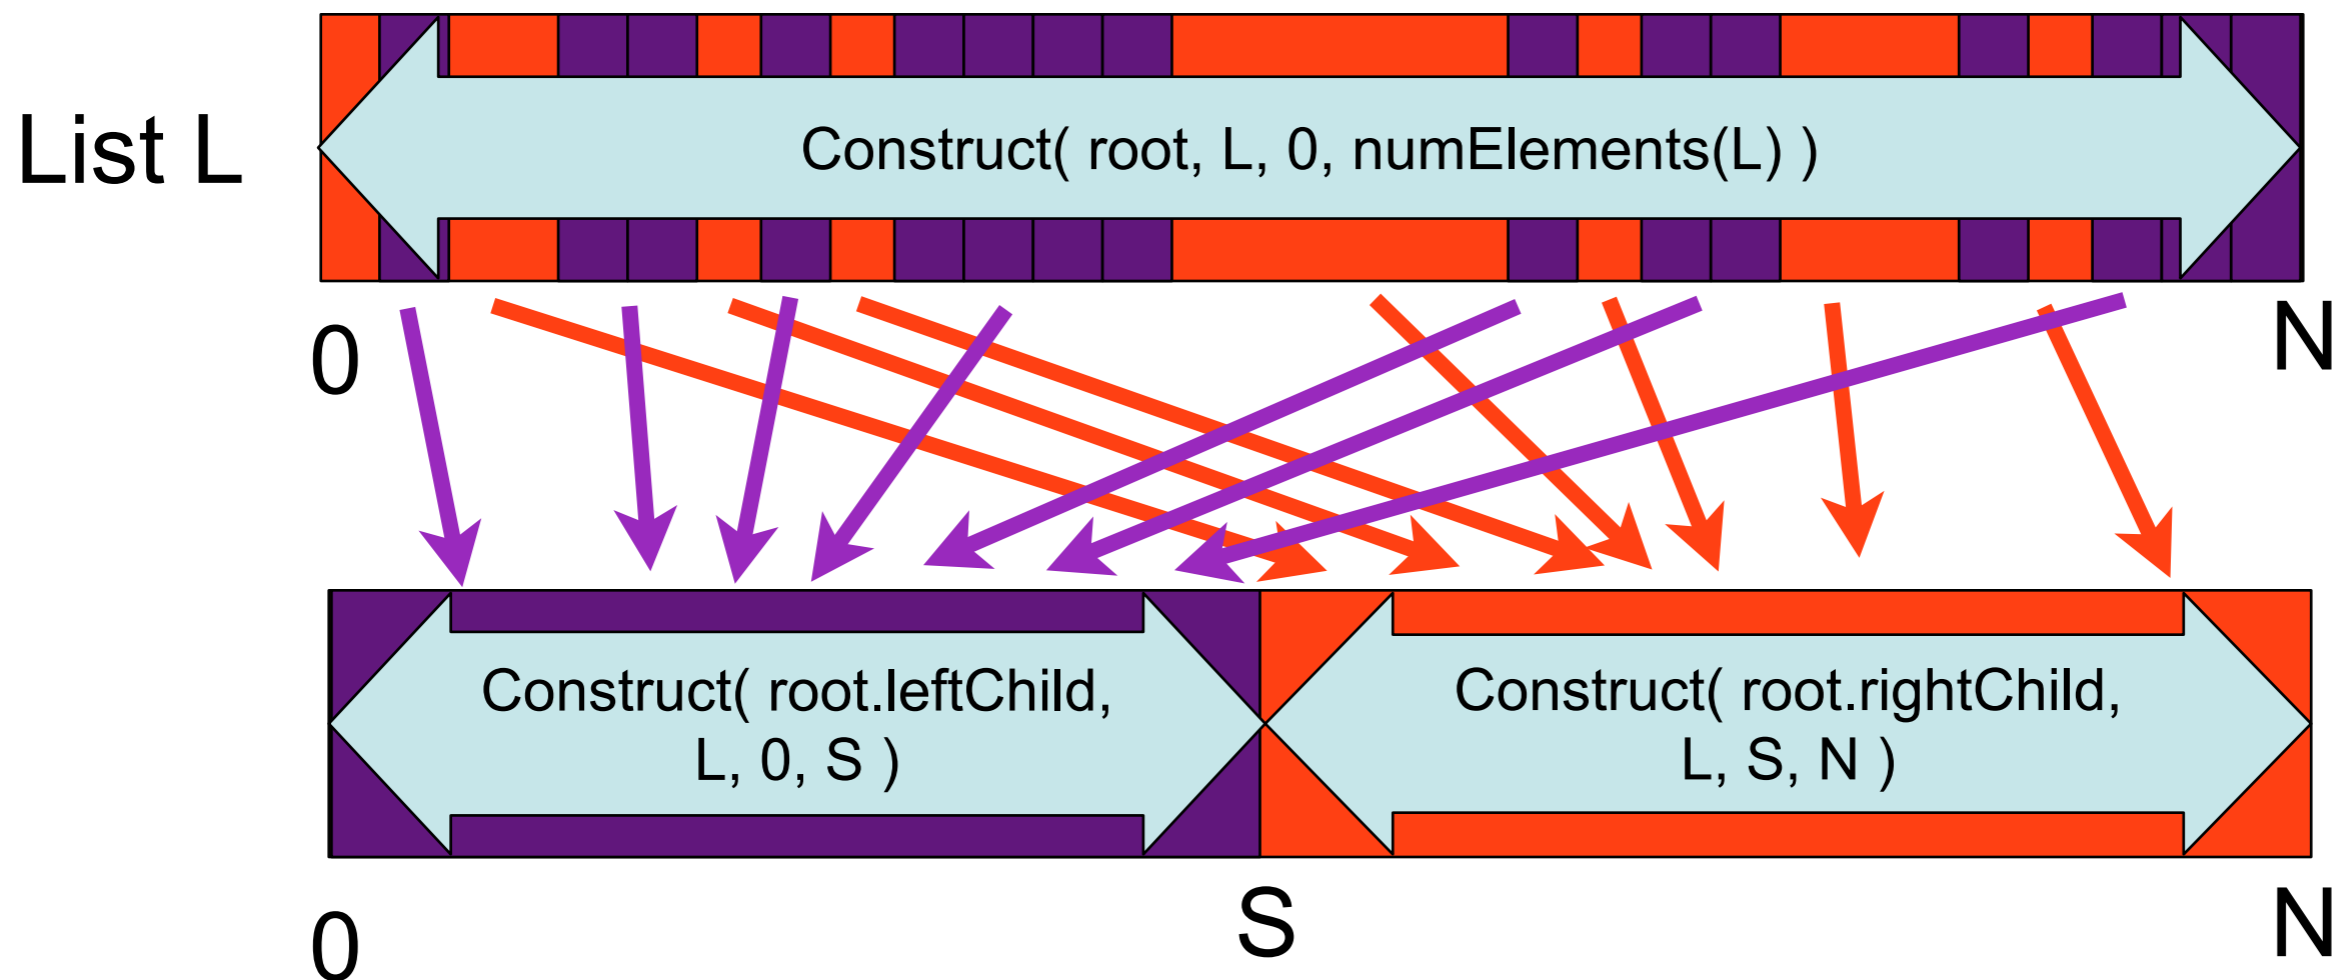 List L
Construct( root, L, 0, numElements(L) )
0
N
Construct( root.leftChild,
L, 0, S )
Construct( root.rightChild,
L, S, N )
0
S
N